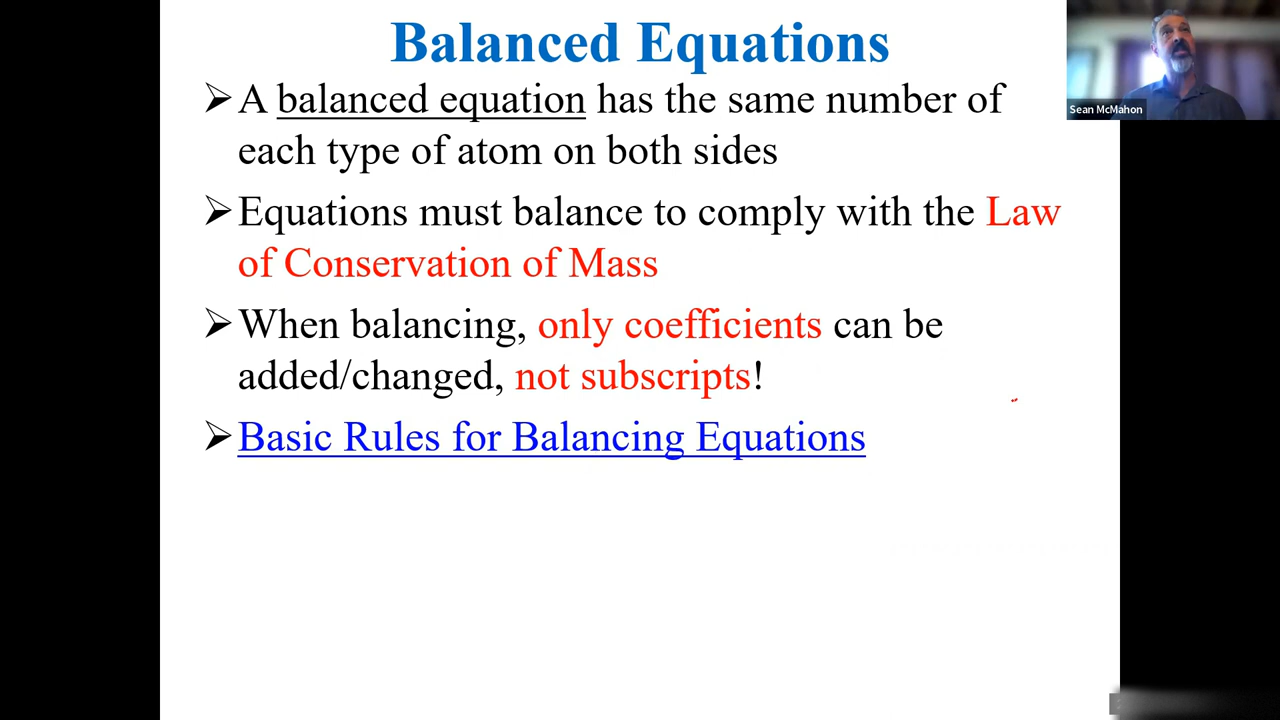 Balanced Equations
➢A balanced equation has the same number of
each type of atom on both sides
➢Equations must balance to comply with the Law
of Conservation of Mass
➢When balancing, only coefficients can be
added/changed, not subscripts!
➢Basic Rules for Balancing Equations
Sean McMahon